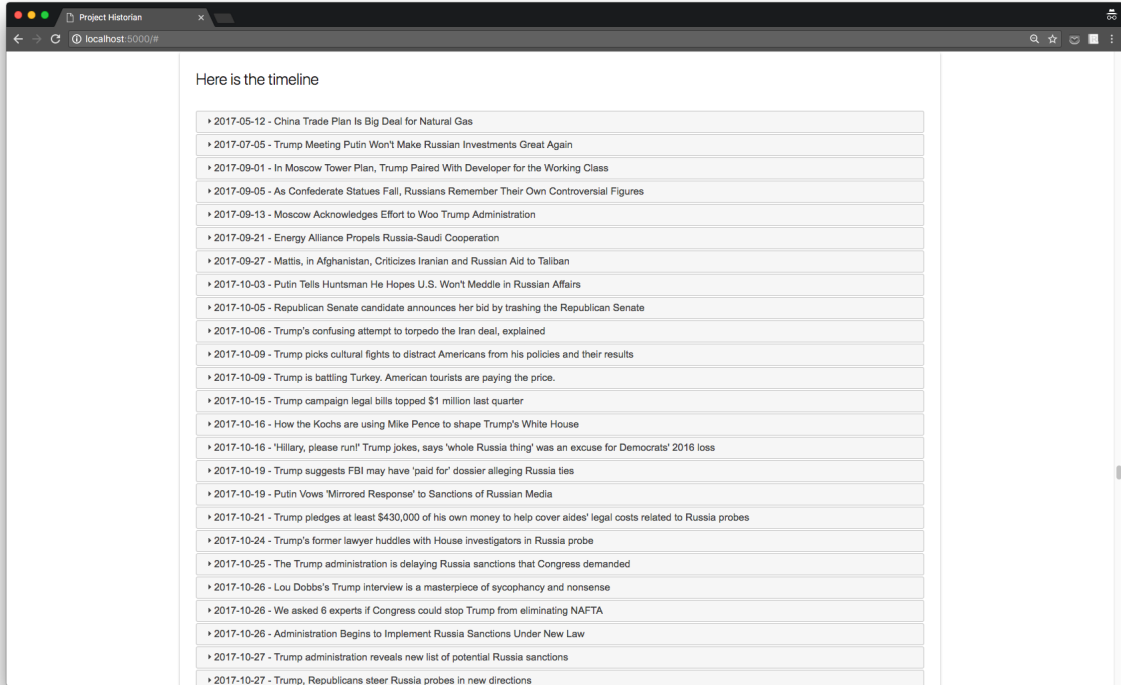 Project Historian
localhost:5000/#
Here is the timeline
2017-05-12 - China Trade Plan Is Big Deal for Natural Gas
2017-07-05 - Trump Meeting Putin Won't Make Russian Investments Great Again
2017-09-01 - In Moscow Tower Plan, Trump Paired With Developer for the Working Class
2017-09-05 - As Confederate Statues Fall, Russians Remember Their Own Controversial Figures
2017-09-13 - Moscow Acknowledges Effort to Woo Trump Administration
2017-09-21 - Energy Alliance Propels Russia-Saudi Cooperation
2017-09-27 - Mattis, in Afghanistan, Criticizes Iranian and Russian Aid to Taliban
2017-10-03 - Putin Tells Huntsman He Hopes U.S. Won't Meddle in Russian Affairs
2017-10-05 - Republican Senate candidate announces her bid by trashing the Republican Senate
2017-10-06 - Trump's confusing attempt to torpedo the Iran deal, explained
2017-10-09 - Trump picks cultural fights to distract Americans from his policies and their results
2017-10-09 - Trump is battling Turkey. American tourists are paying the price.
2017-10-15 - Trump campaign legal bills topped $1 million last quarter
2017-10-16 - How the Kochs are using Mike Pence to shape Trump's White House
2017-10-16 - 'Hillary, please run!' Trump jokes, says 'whole Russia thing' was an excuse for Democrats' 2016 loss
2017-10-19 - Trump suggests FBI may have 'paid for' dossier alleging Russia ties
2017-10-19 - Putin Vows 'Mirrored Response' to Sanctions of Russian Media
2017-10-21 - Trump pledges at least $430,000 of his own money to help cover aides' legal costs related to Russia probes
2017-10-24 - Trump's former lawyer huddles with House investigators in Russia probe
2017-10-25 - The Trump administration is delaying Russia sanctions that Congress demanded
2017-10-26 - Lou Dobbs's Trump interview is a masterpiece of sycophancy and nonsense
2017-10-26 - We asked 6 experts if Congress could stop Trump from eliminating NAFTA
2017-10-26 - Administration Begins to Implement Russia Sanctions Under New Law
2017-10-27 - Trump administration reveals new list of potential Russia sanctions
2017-10-27 - Trump, Republicans steer Russia probes in new directions